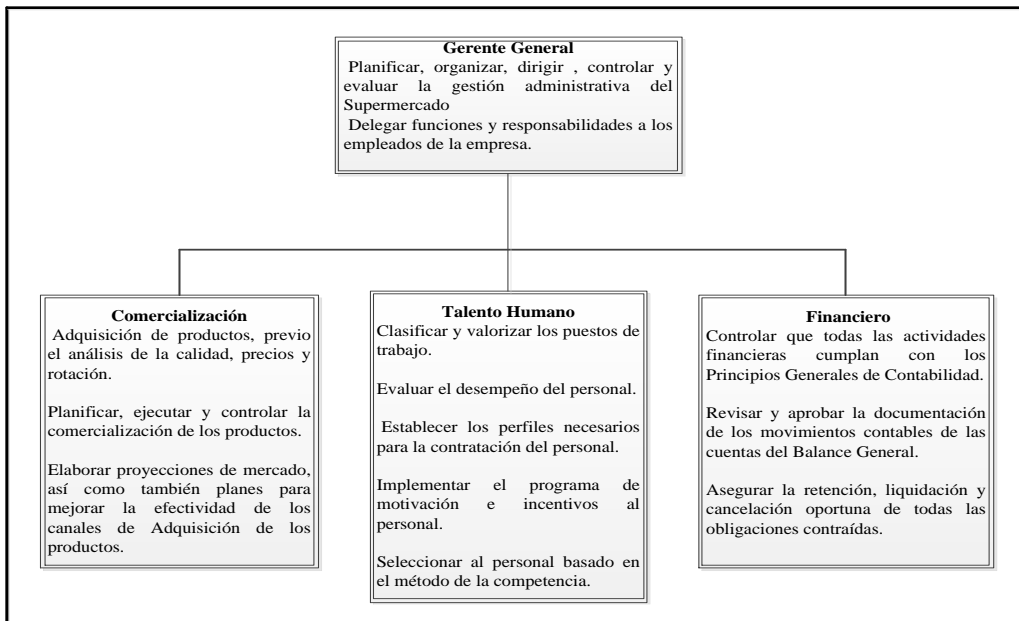 Gerente General
Planificar, organizar, dirigir , controlar y
evaluar la gestión administrativa del
Supermercado
Delegar funciones y responsabilidades a los
empleados de la empresa.
Comercialización
Adquisición de productos, previo
el análisis de la calidad, precios y
rotación.
Planificar, ejecutar y controlar la
comercialización de los productos.
Elaborar proyecciones de mercado,
así como también planes para
mejorar la efectividad de los
canales de Adquisición de los
productos.
Talento Humano
Clasificar y valorizar los puestos de
trabajo.
Evaluar el desempeño del personal.
Establecer los perfiles necesarios
para la contratación del personal.
Implementar el programa de
motivación e incentivos al
personal.
Seleccionar al personal basado en
el método de la competencia.
Financiero
Controlar que todas las actividades
financieras cumplan con los
Principios Generales de Contabilidad.
Revisar y aprobar la documentación
de los movimientos contables de las
cuentas del Balance General.
Asegurar la retención, liquidación y
cancelación oportuna de todas las
obligaciones contraídas.